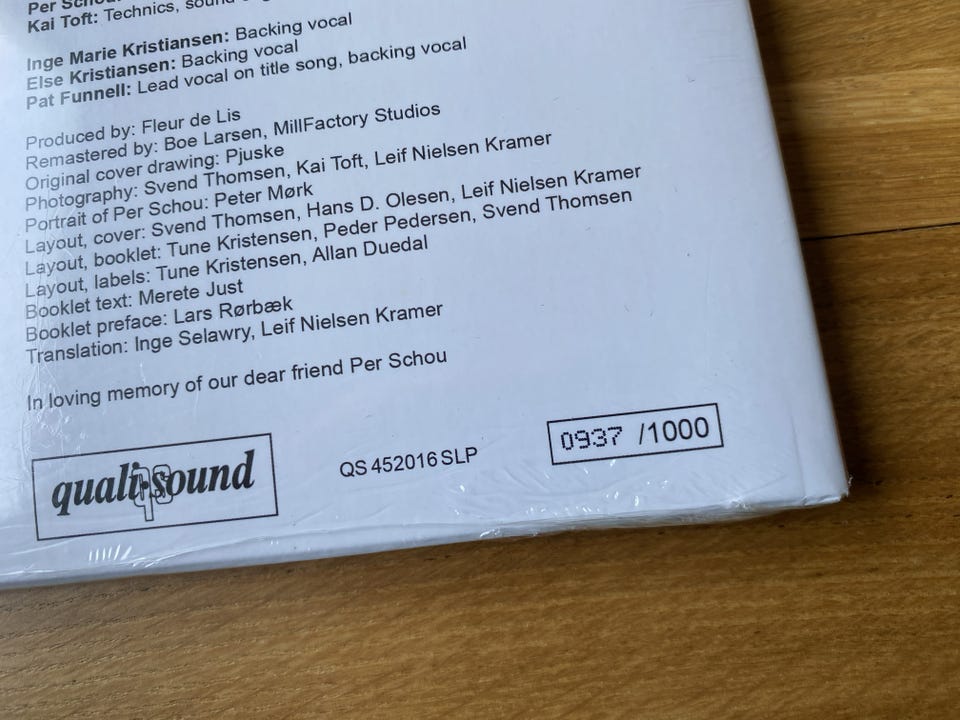 Per Schou:
Kai Toft: Technics, sound
Inge Marie Kristiansen: Backing vocal
Else Kristiansen: Backing vocal
Pat Funnell: Lead vocal on title song, backing vocal
Produced by: Fleur de Lis
Remastered by: Boe Larsen, MillFactory Studios
Original cover drawing: Pjuske
Photography: Svend Thomsen, Kai Toft, Leif Nielsen Kramer
Portrait of Per Schou: Peter Mørk
Layout, cover: Svend Thomsen, Hans D. Olesen, Leif Nielsen Kramer
Layout, booklet: Tune Kristensen, Peder Pedersen, Svend Thomsen
Layout, labels: Tune Kristensen, Allan Duedal
Booklet text: Merete Just
Booklet preface: Lars Rørbæk
Translation: Inge Selawry, Leif Nielsen Kramer
In loving memory of our dear friend Per Schou
quali•sound
QS 452016 SLP
0937 /1000